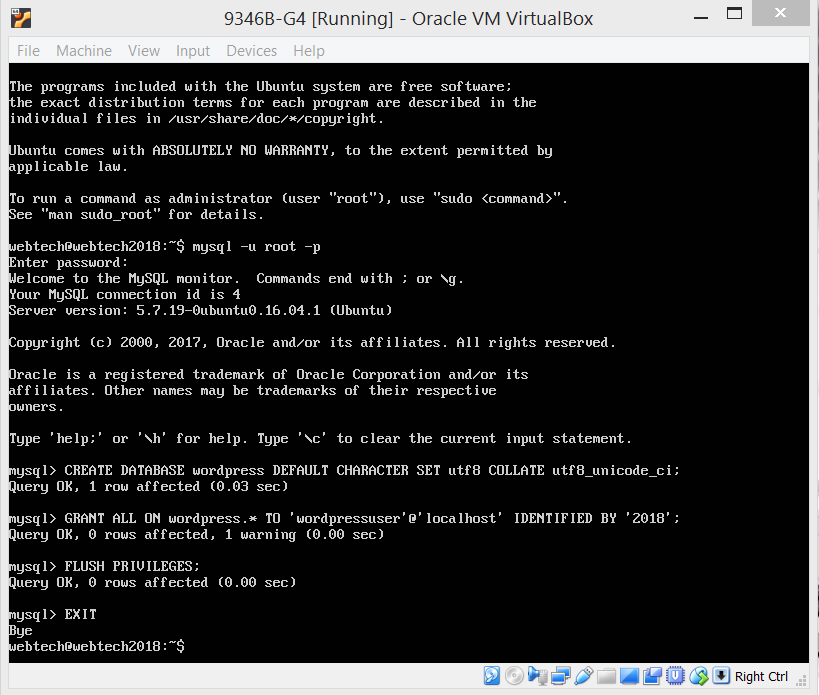 9346B-G4 [Running] - Oracle VM VirtualBox
File Machine View Input Devices Help
The programs included with the Ubuntu system are free software;
the exact distribution terms for each program are described in the
individual files in /usr/share/doc/*/copyright.
Ubuntu comes with ABSOLUTELY NO WARRANTY, to the extent permitted by
applicable law.
To run a command as administrator (user "root"), use "sudo <command>".
See "man sudo_root" for details.
webtech@webtech2018:~$ mysql -u root -p
Enter password:
Welcome to the MySQL monitor.  Commands end with ; or \g.
Your MySQL connection id is 4
Server version: 5.7.19-0ubuntu0.16.04.1 (Ubuntu)
Copyright (c) 2000, 2017, Oracle and/or its affiliates. All rights reserved.
Oracle is a registered trademark of Oracle Corporation and/or its
affiliates. Other names may be trademarks of their respective
owners.
Type 'help;' or '\h' for help. Type '\c' to clear the current input statement.
mysql> CREATE DATABASE wordpress DEFAULT CHARACTER SET utf8 COLLATE utf8_unicode_ci;
Query OK, 1 row affected (0.03 sec)
mysql> GRANT ALL ON wordpress.* TO 'wordpressuser'@'localhost' IDENTIFIED BY '2018';
Query OK, 0 rows affected, 1 warning (0.00 sec)
mysql> FLUSH PRIVILEGES;
Query OK, 0 rows affected (0.00 sec)
mysql> EXIT
Bye
webtech@webtech2018:~$
Right Ctrl